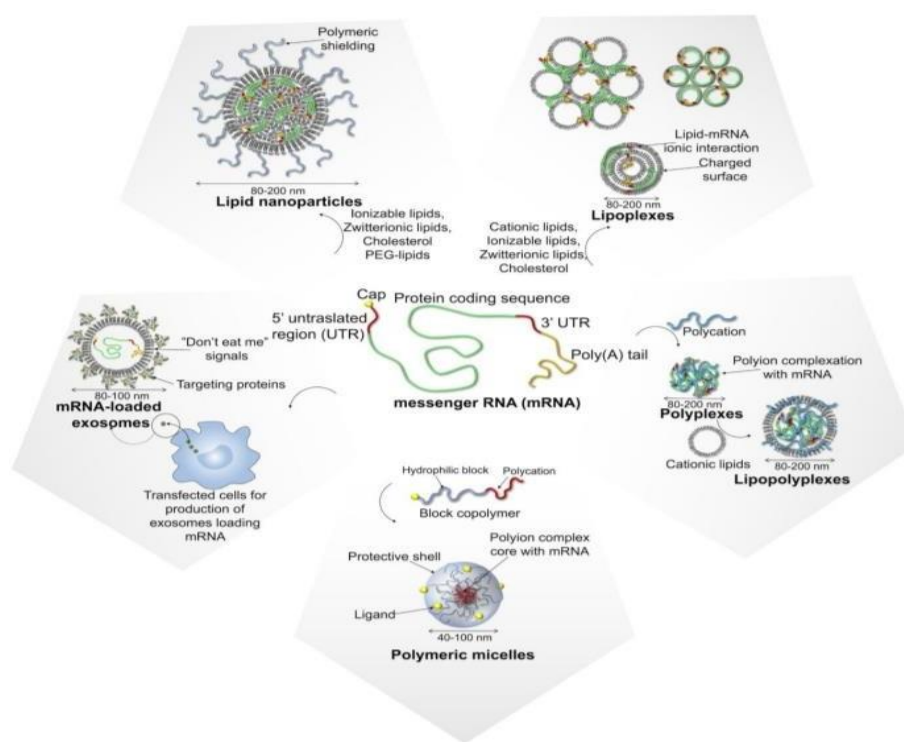 Polymeric
shielding
80-200 nm
Lipid nanoparticles
Ionizable lipids,
Zwitterionic lipids,
Cholesterol
PEG-lipids
Lipid-mRNA
ionic interaction
Charged
surface
80-200 nm
Lipoplexes
Cationic lipids,
Ionizable lipids,
Zwitterionic lipids,
Cholesterol
Cap
Protein coding sequence
5' untraslated
region (UTR)
3' UTR
Poly(A) tail
messenger RNA (mRNA)
"Don't eat me"
signals
Targeting proteins
80-100 nm
mRNA-loaded
exosomes
Transfected cells for
production of
exosomes loading
mRNA
Polycation
Polyion complexation
with mRNA
80-200 nm
Polyplexes
Cationic lipids
80-200 nm
Lipopolyplexes
Hydrophilic block
Polycation
Block copolymer
Polyion complex
core with mRNA
Protective shell
Ligand
40-100 nm
Polymeric micelles